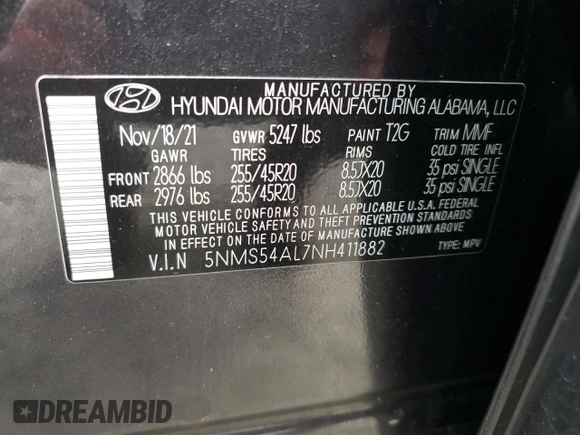 MANUFACTURED BY
HYUNDAI MOTOR MANUFACTURING ALABAMA, LLC
Nov/18/21 GVWR 5247 lbs PAINT T2G TRIM MMF
GAWR TIRES RIMS COLD TIRE INFL
FRONT 2866 lbs 255/45R20 8.5JX20 35 psi SINGLE
REAR 2976 lbs 255/45R20 8.5JX20 35 psi SINGLE
THIS VEHICLE CONFORMS TO ALL APPLICABLE U.S.A. FEDERAL
MOTOR VEHICLE SAFETY AND THEFT PREVENTION STANDARDS
IN EFFECT ON THE DATE OF MANUFACTURE SHOWN ABOVE
V.I.N 5NMS54AL7NH411882 TYPE: MPV
DREAMBID